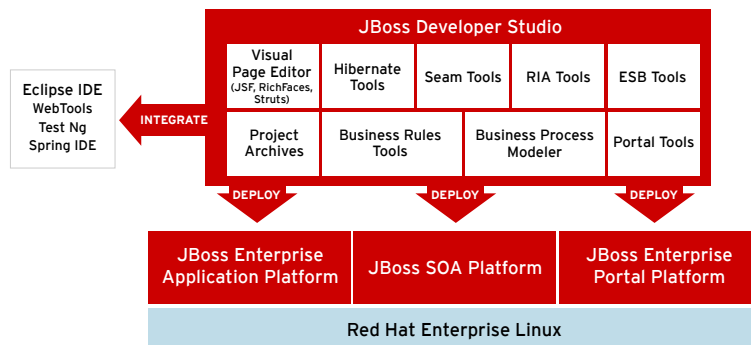 JBoss Developer Studio
Visual
Page Editor
(JSF, RichFaces,
Struts)
Hibernate
Tools
Seam Tools
RIA Tools
ESB Tools
Project
Archives
Business Rules
Tools
Business Process
Modeler
Portal Tools
Eclipse IDE
WebTools
Test Ng
Spring IDE
INTEGRATE
DEPLOY
DEPLOY
DEPLOY
JBoss Enterprise
Application Platform
JBoss SOA Platform
JBoss Enterprise
Portal Platform
Red Hat Enterprise Linux